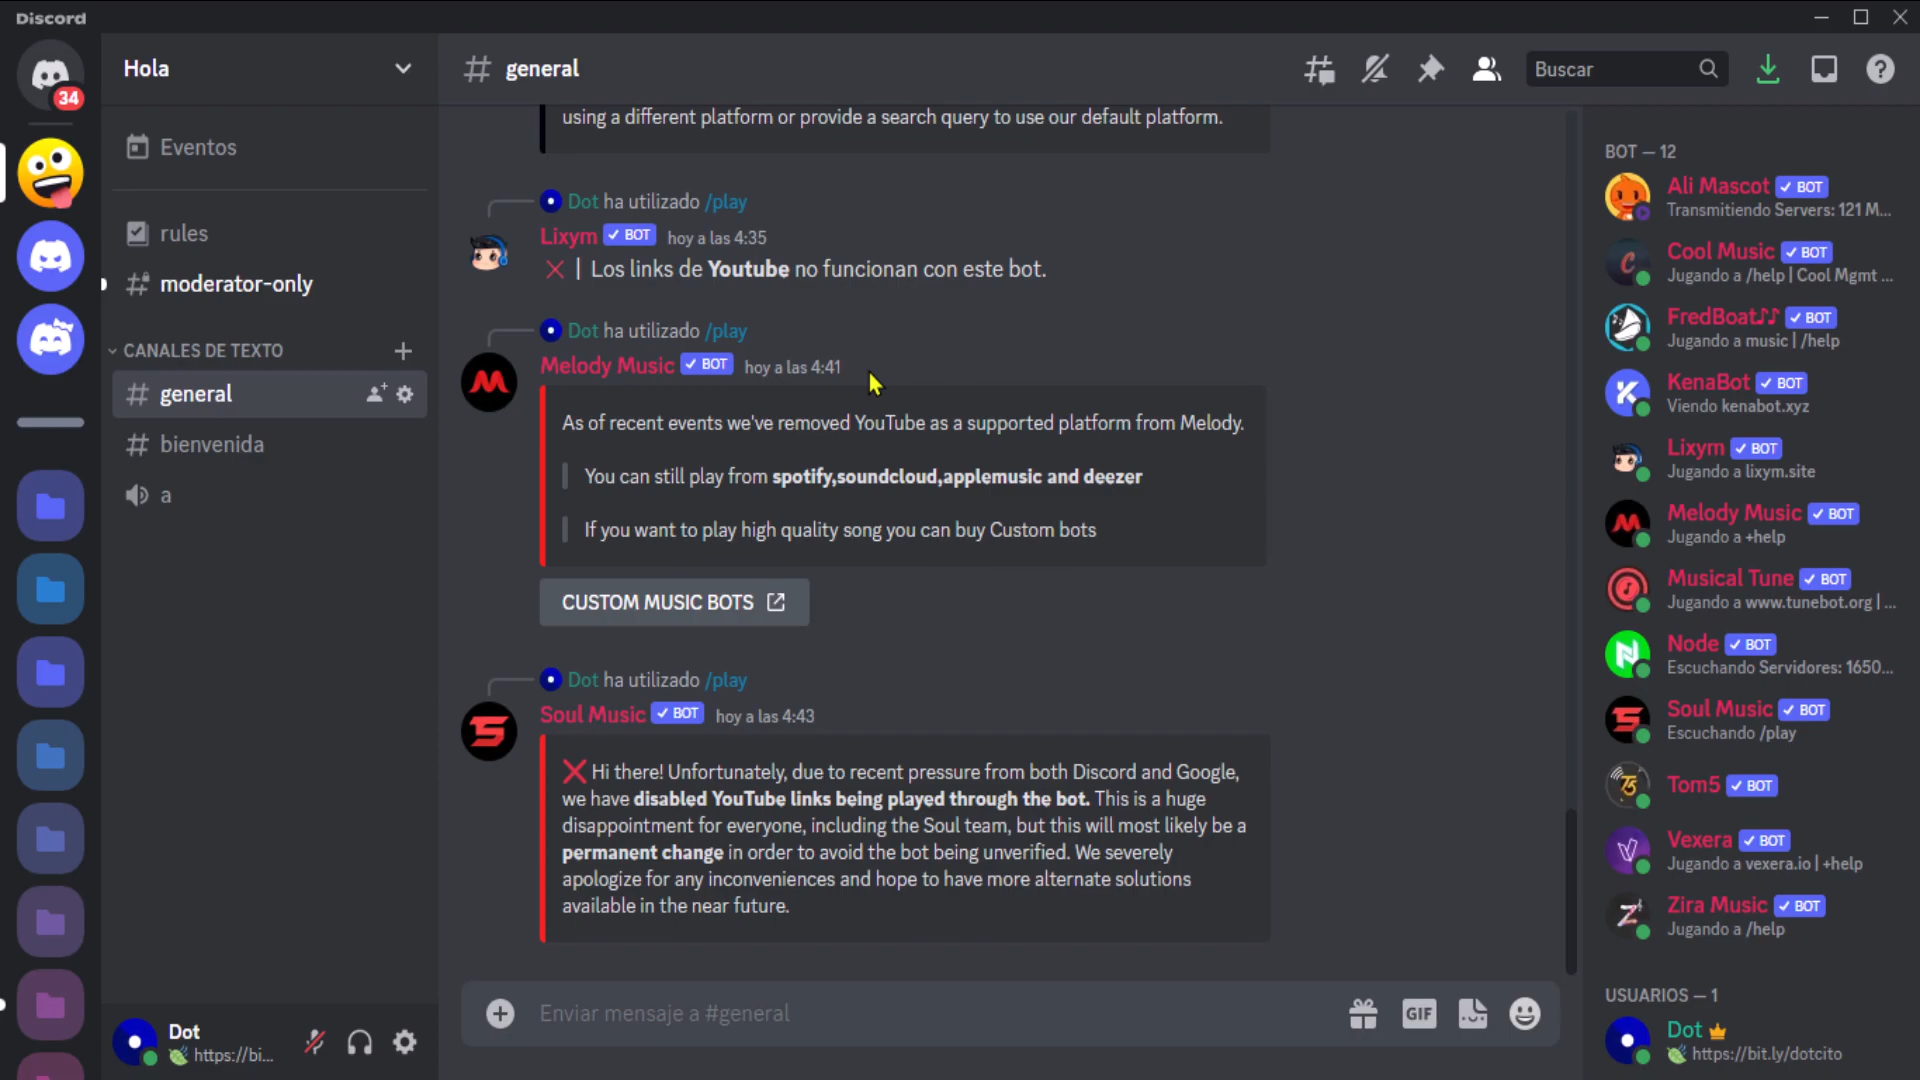 Discord
34
Hola
Eventos
rules
moderator-only
CANALES DE TEXTO
general
bienvenida
a
Dot
https://bi...
general
Buscar
using a different platform or provide a search query to use our default platform.
Dot ha utilizado /play
Lixym ✓ BOT hoy a las 4:35
❌ | Los links de Youtube no funcionan con este bot.
Dot ha utilizado /play
Melody Music ✓ BOT hoy a las 4:41
As of recent events we've removed YouTube as a supported platform from Melody.
You can still play from spotify,soundcloud,applemusic and deezer
If you want to play high quality song you can buy Custom bots
CUSTOM MUSIC BOTS
Dot ha utilizado /play
Soul Music ✓ BOT hoy a las 4:43
❌ Hi there! Unfortunately, due to recent pressure from both Discord and Google,
we have disabled YouTube links being played through the bot. This is a huge
disappointment for everyone, including the Soul team, but this will most likely be a
permanent change in order to avoid the bot being unverified. We severely
apologize for any inconveniences and hope to have more alternate solutions
available in the near future.
Enviar mensaje a #general
GIF
BOT — 12
Ali Mascot ✓ BOT
Transmitiendo Servers: 121 M...
Cool Music ✓ BOT
Jugando a /help | Cool Mgmt ...
FredBoat♪♪ ✓ BOT
Jugando a music | /help
KenaBot ✓ BOT
Viendo kenabot.xyz
Lixym ✓ BOT
Jugando a lixym.site
Melody Music ✓ BOT
Jugando a +help
Musical Tune ✓ BOT
Jugando a www.tunebot.org | ...
Node ✓ BOT
Escuchando Servidores: 1650...
Soul Music ✓ BOT
Escuchando /play
Tom5 ✓ BOT
Vexera ✓ BOT
Jugando a vexera.io | +help
Zira Music ✓ BOT
Jugando a /help
USUARIOS — 1
Dot
https://bit.ly/dotcito